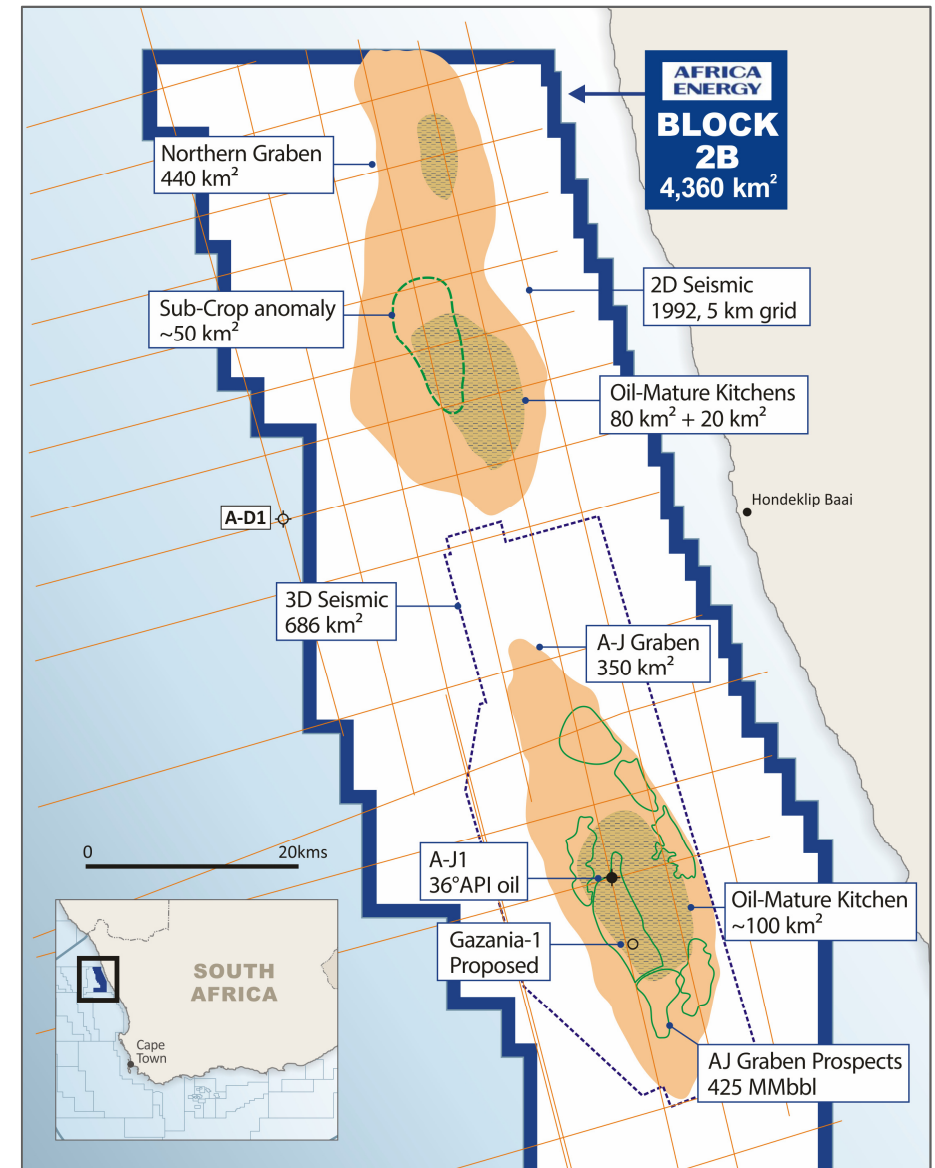 AFRICA
ENERGY
BLOCK
2B
4,360 km²
Northern Graben
440 km²
2D Seismic
1992, 5 km grid
Sub-Crop anomaly
~50 km²
Oil-Mature Kitchens
80 km² + 20 km²
Hondeklip Baai
A-D1
3D Seismic
686 km²
A-J Graben
350 km²
0
20kms
A-J1
36°API oil
Oil-Mature Kitchen
~100 km²
Gazania-1
Proposed
SOUTH
AFRICA
Cape
Town
AJ Graben Prospects
425 MMbbl